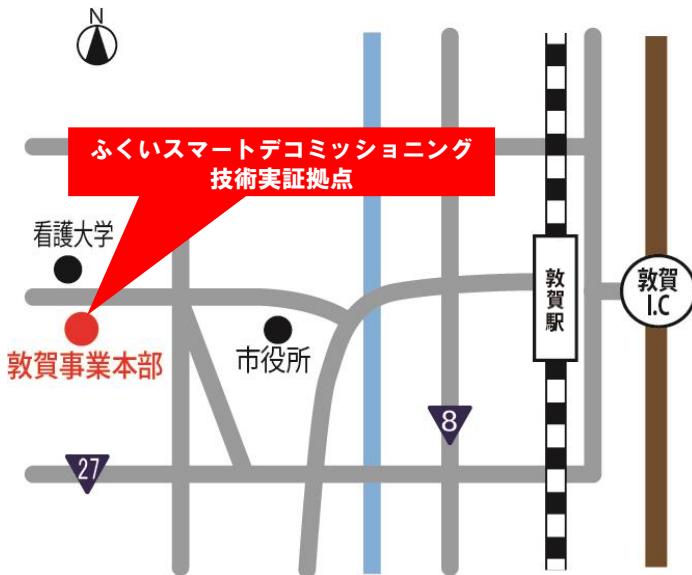 N
ふくいスマートデコミッショニング
技術実証拠点
看護大学
敦賀駅
敦賀
I.C
敦賀事業本部
市役所
8
27